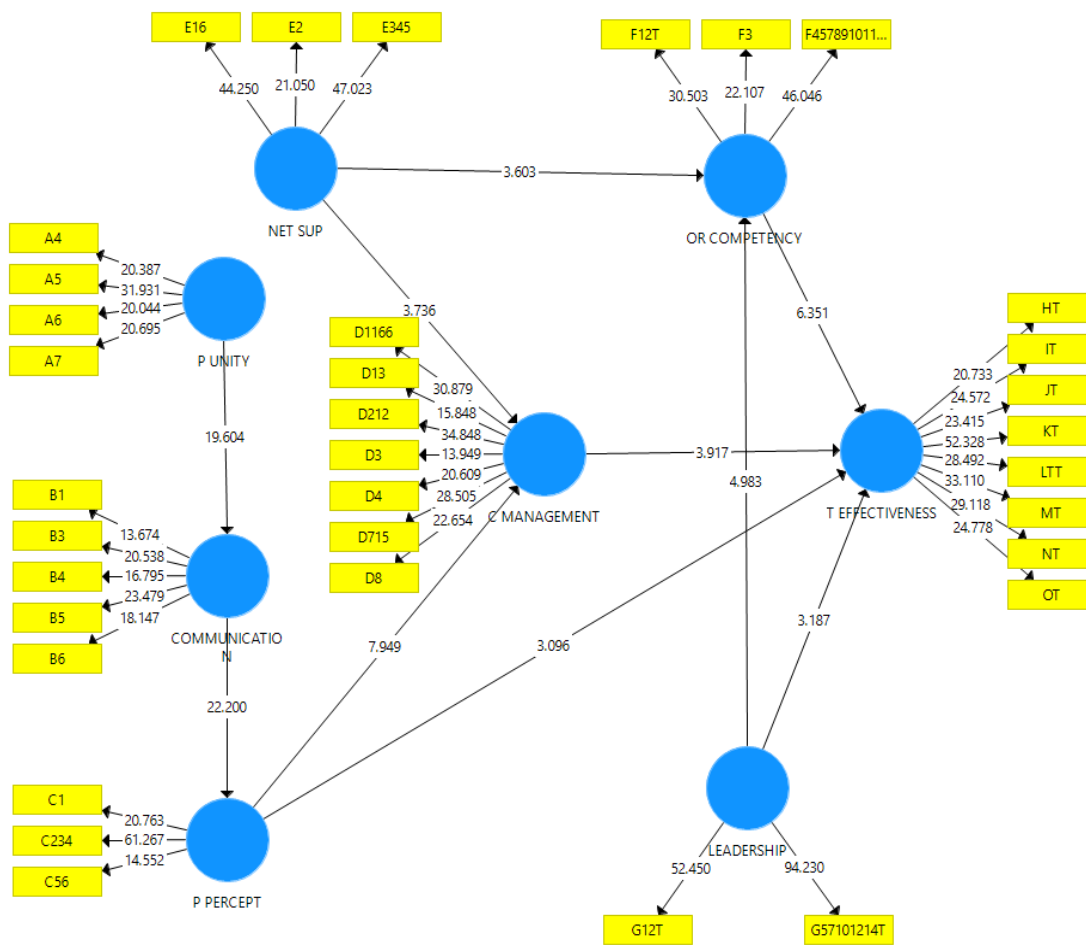 E16
E2
E345
F12T
F3
F457891011...
44.250
21.050
47.023
30.503
22.107
46.046
3.603
NET SUP
OR COMPETENCY
A4
A5
A6
A7
20.387
31.931
20.044
20.695
P UNITY
3.736
6.351
D1166
D13
D212
D3
D4
D715
D8
30.879
15.848
34.848
13.949
20.609
28.505
22.654
C MANAGEMENT
3.917
4.983
HT
IT
JT
KT
LTT
MT
NT
OT
20.733
24.572
23.415
52.328
28.492
33.110
29.118
24.778
T EFFECTIVENESS
19.604
B1
B3
B4
B5
B6
13.674
20.538
16.795
23.479
18.147
COMMUNICATIO
N
7.949
3.096
3.187
22.200
C1
C234
C56
20.763
61.267
14.552
P PERCEPT
LEADERSHIP
52.450
94.230
G12T
G57101214T